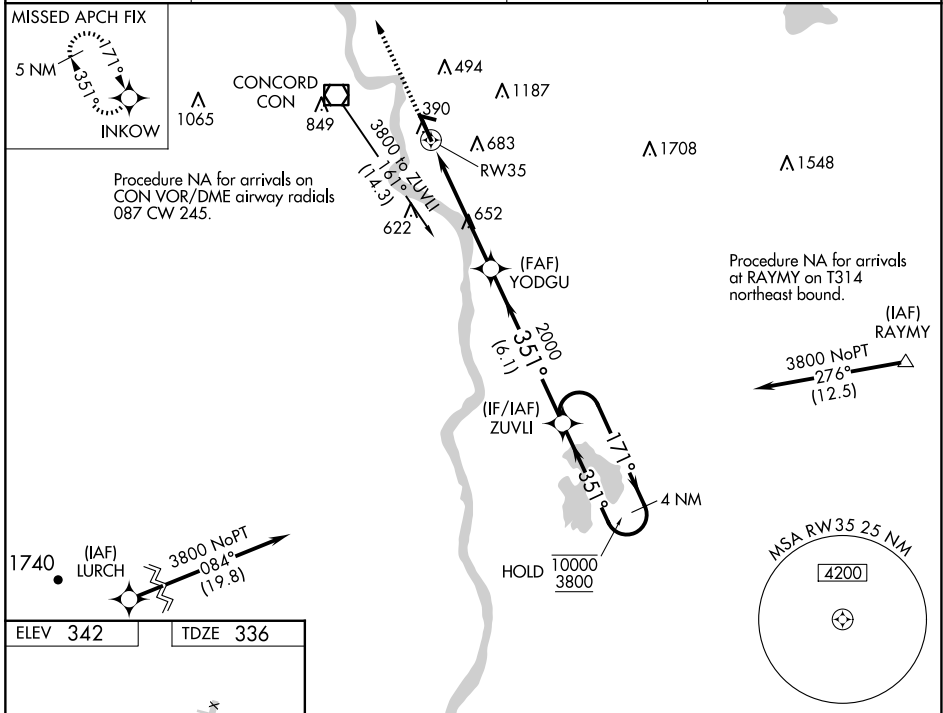 MISSED APCH FIX
5 NM
171°
351°
INKOW
1065
CONCORD
CON
849
494
1187
390
683
RW35
1708
1548
3800 to ZUVLI
161°
(14.3)
622
652
Procedure NA for arrivals on
CON VOR/DME airway radials
087 CW 245.
(FAF)
YODGU
2000
351°
(6.1)
Procedure NA for arrivals
at RAYMY on T314
northeast bound.
(IAF)
RAYMY
3800 NoPT
276°
(12.5)
(IF/IAF)
ZUVLI
171°
351°
4 NM
HOLD 10000
3800
1740
(IAF)
LURCH
3800 NoPT
084°
(19.8)
MSA RW35 25 NM
4200
ELEV 342
TDZE 336
X